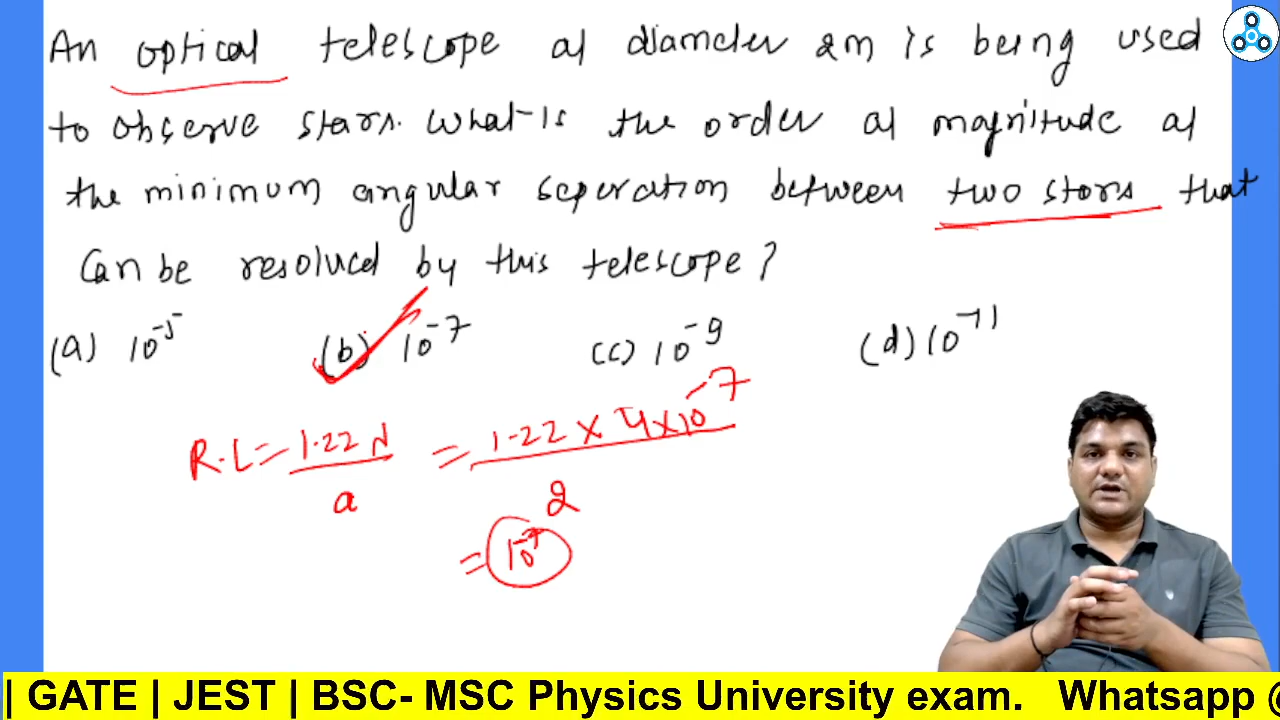 An optical telescope of diameter 2m is being used
to observe stars. What is the order of magnitude of
the minimum angular seperation between two stars that
can be resolved by this telescope?
(a) 10⁻⁵ (b) 10⁻⁷ (c) 10⁻⁹ (d) 10⁻¹¹
R.L = 1.22 λ / a = 1.22 × 4 × 10⁻⁷ / 2
= 10⁻⁷
| GATE | JEST | BSC- MSC Physics University exam. Whatsapp @